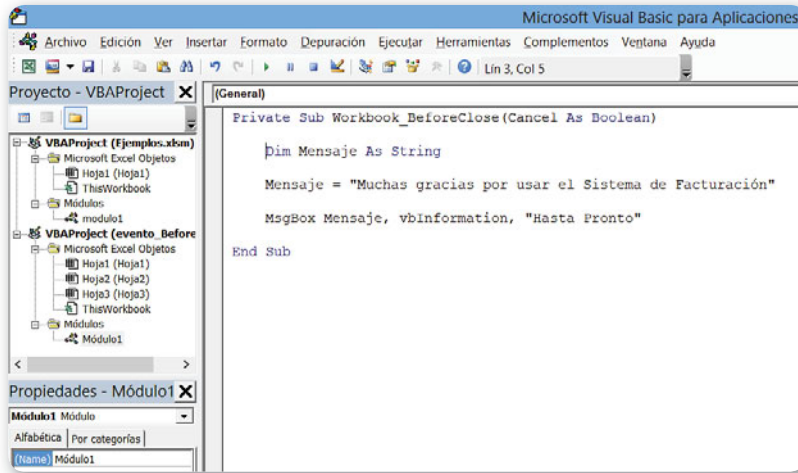 Microsoft Visual Basic para Aplicaciones
Archivo Edición Ver Insertar Formato Depuración Ejecutar Herramientas Complementos Ventana Ayuda
Lín 3, Col 5
Proyecto - VBAProject
VBAProject (Ejemplos.xlsm)
Microsoft Excel Objetos
Hoja1 (Hoja1)
ThisWorkbook
Módulos
modulo1
VBAProject (evento_Before
Microsoft Excel Objetos
Hoja1 (Hoja1)
Hoja2 (Hoja2)
Hoja3 (Hoja3)
ThisWorkbook
Módulos
Módulo1
Propiedades - Módulo1
Módulo1 Módulo
Alfabética Por categorías
(Name) Módulo1
(General)
Private Sub Workbook_BeforeClose(Cancel As Boolean)
Dim Mensaje As String
Mensaje = "Muchas gracias por usar el Sistema de Facturación"
MsgBox Mensaje, vbInformation, "Hasta Pronto"
End Sub